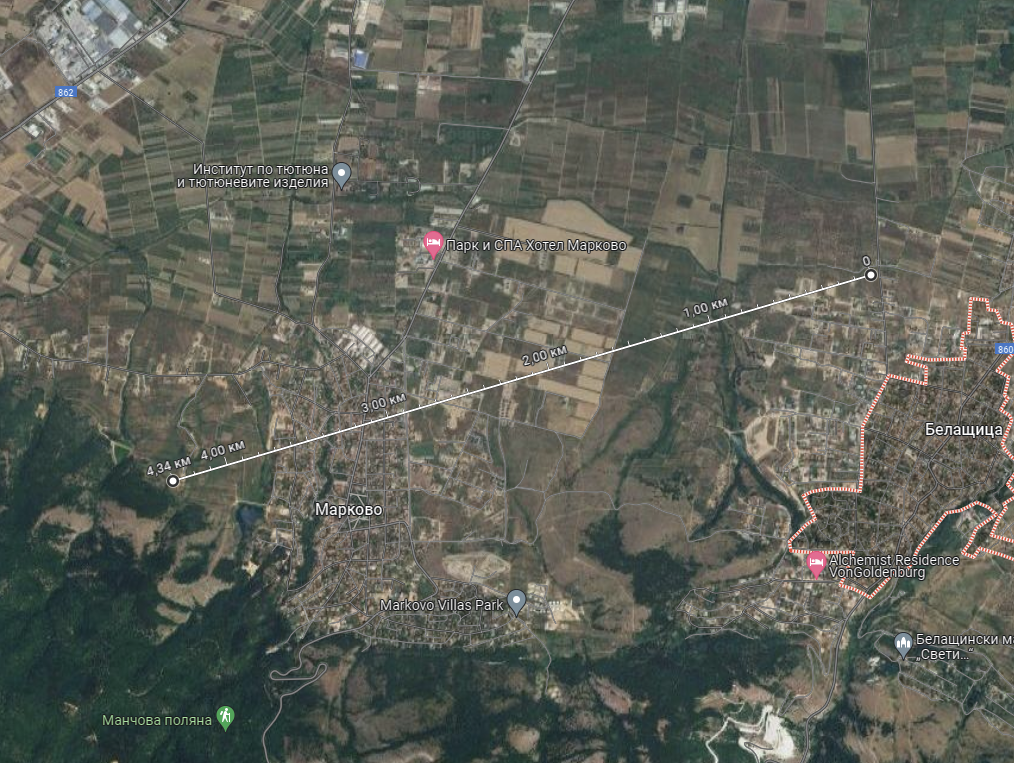 862
Институт по тютюна
и тютюневите изделия
Парк и СПА Хотел Марково
0
1,00 км
2,00 км
860
3,00 км
Белащица
4,00 км
4,34 км
Марково
Alchemist Residence
VonGoldenburg
Markovo Villas Park
Белащински ма
„Свети...“
Манчова поляна